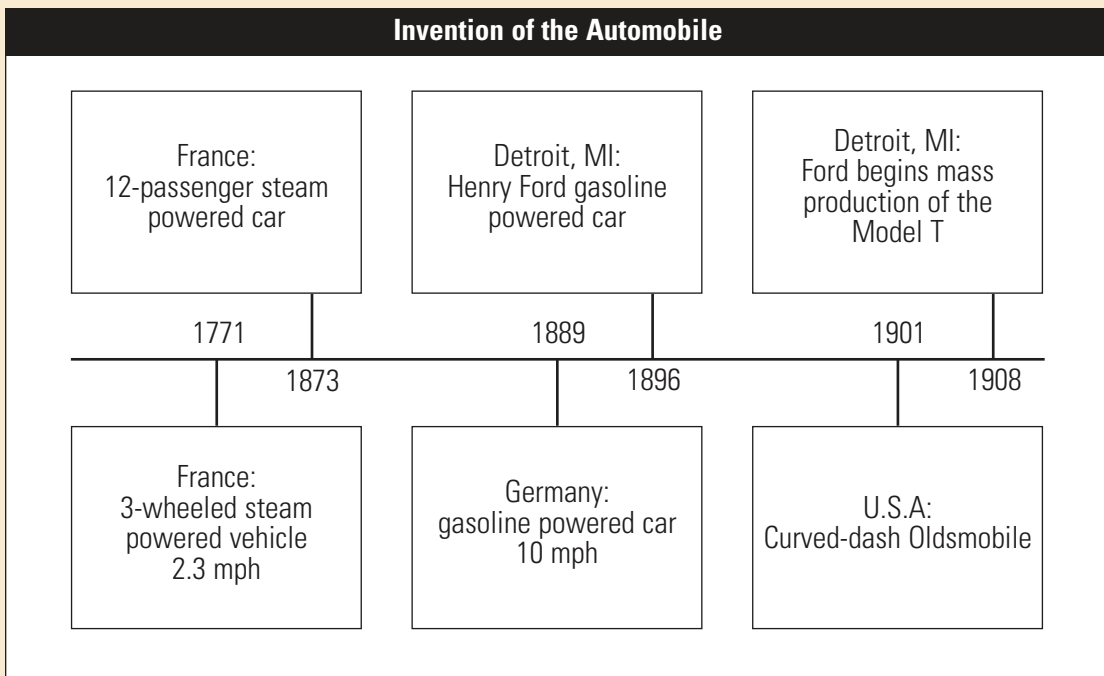 Invention of the Automobile
France:
12-passenger steam
powered car
Detroit, MI:
Henry Ford gasoline
powered car
Detroit, MI:
Ford begins mass
production of the
Model T
1771
1889
1901
1873
1896
1908
France:
3-wheeled steam
powered vehicle
2.3 mph
Germany:
gasoline powered car
10 mph
U.S.A:
Curved-dash Oldsmobile